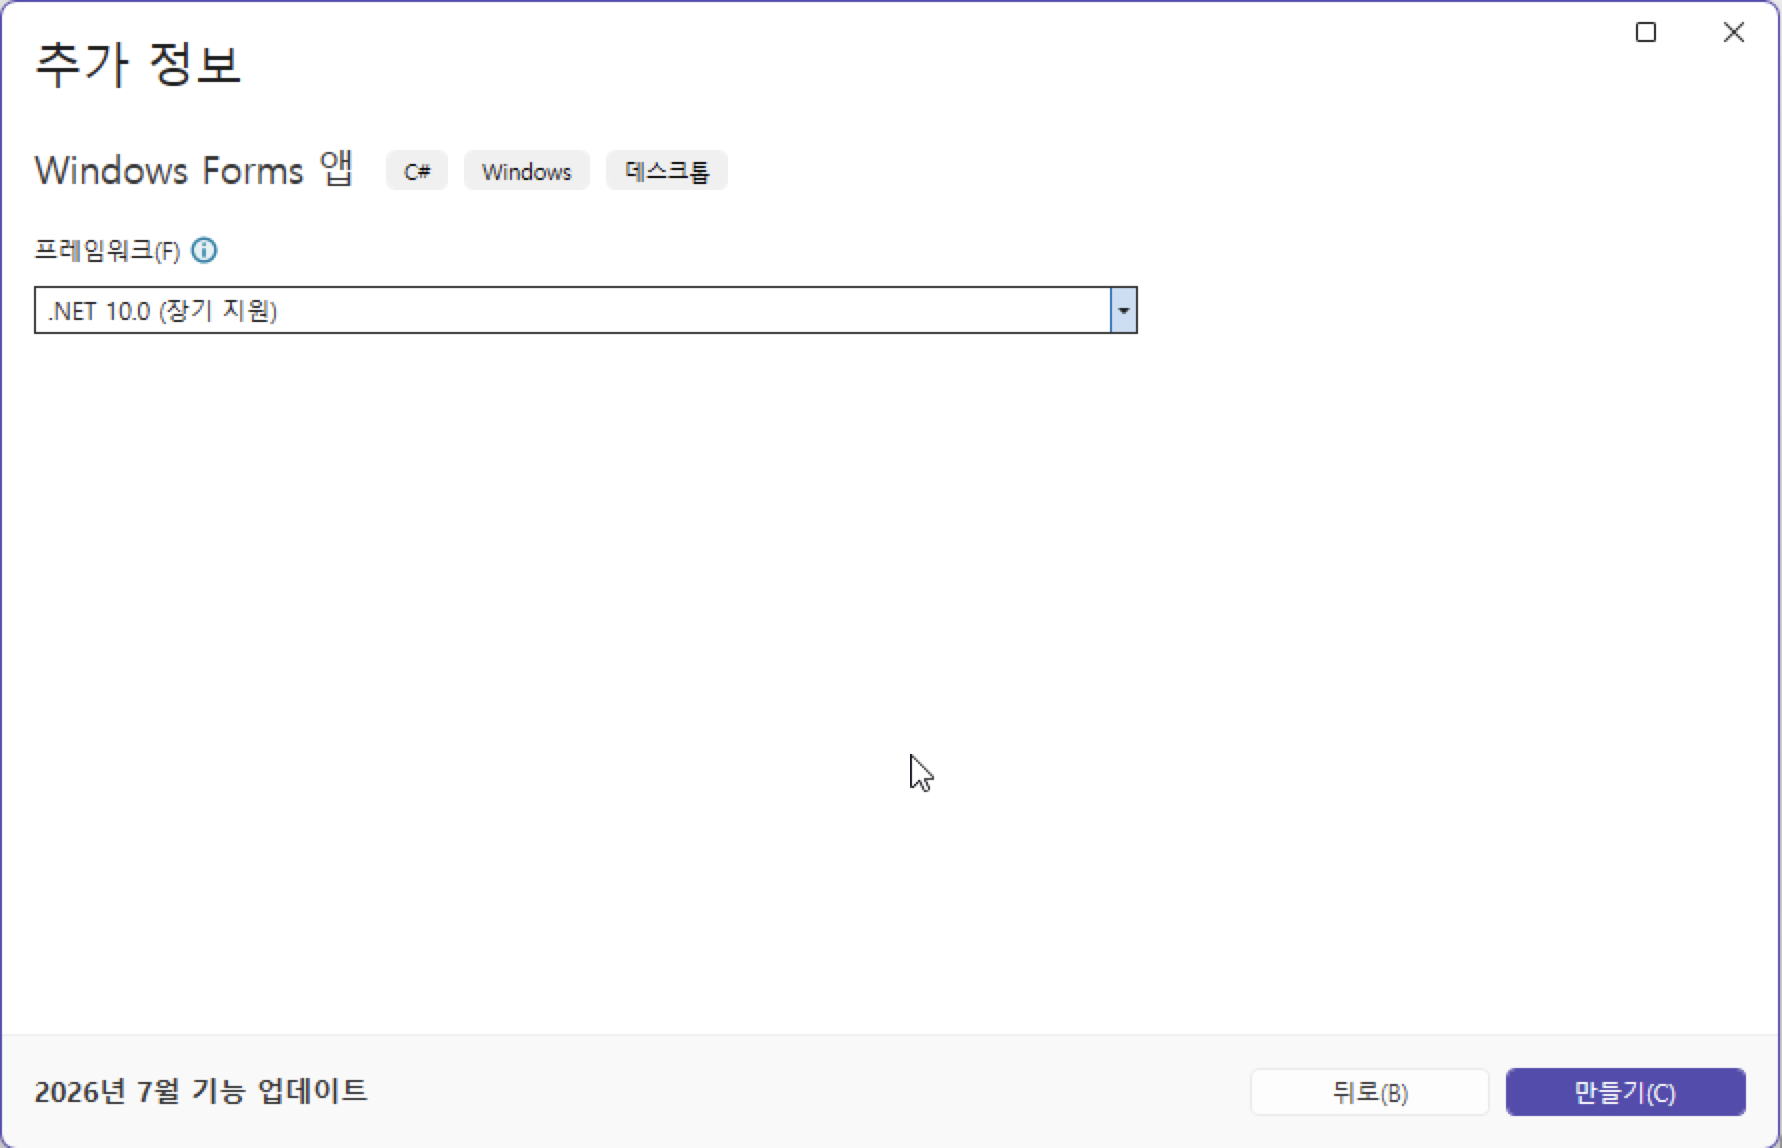 추가 정보
Windows Forms 앱 C# Windows 데스크톱
프레임워크(F)
.NET 10.0 (장기 지원)
2026년 7월 기능 업데이트
뒤로(B) 만들기(C)